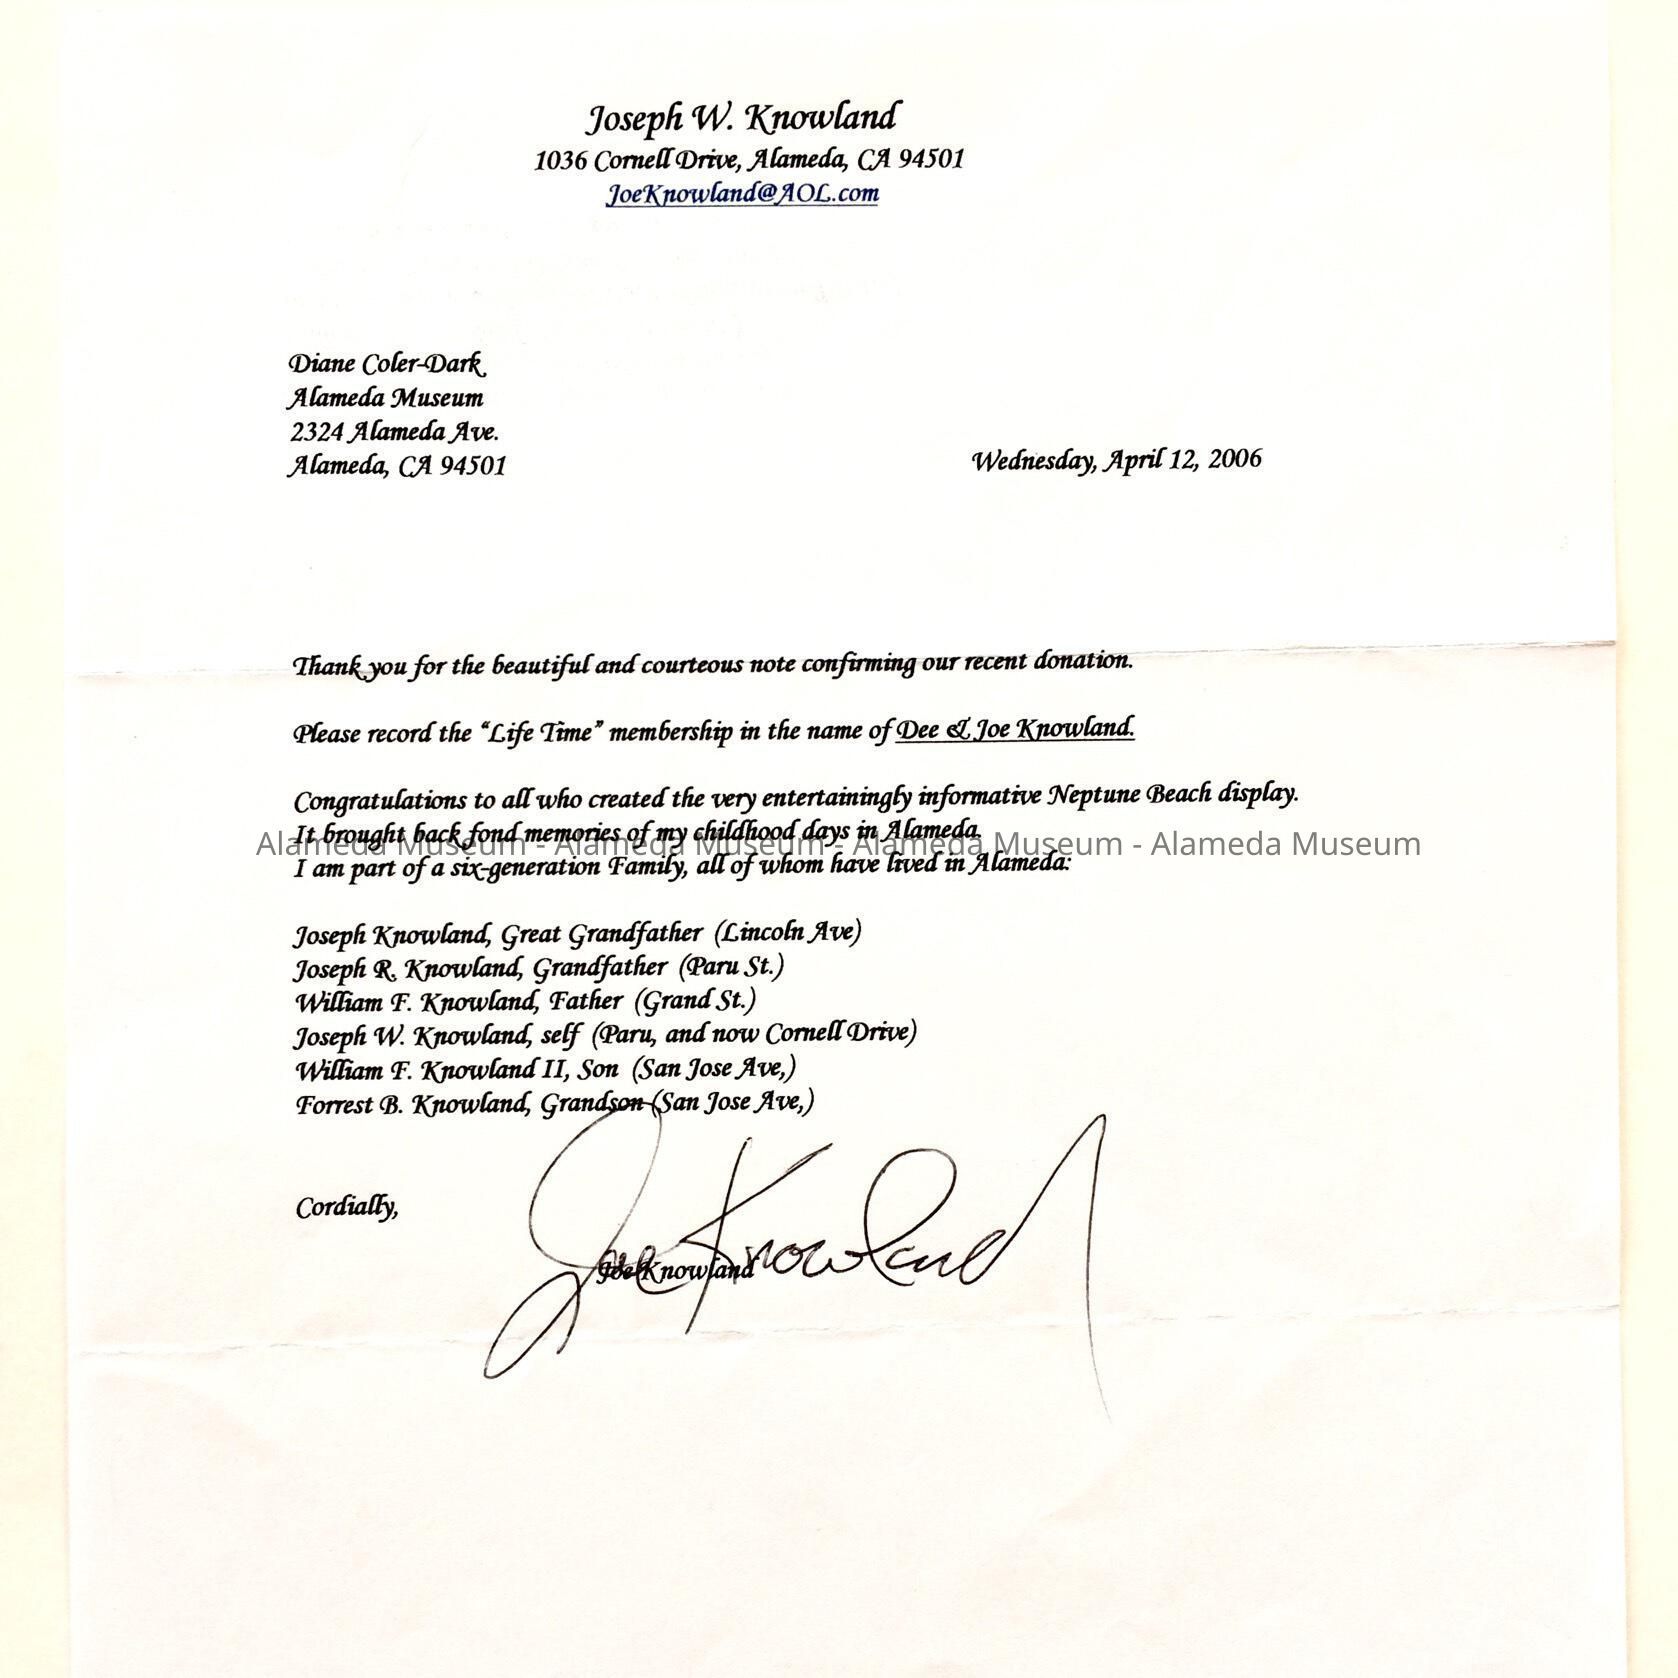 Joseph W. Knowland
1036 Cornell Drive, Alameda, CA 94501
JoeKnowland@AOL.com
Diane Coler-Dark
Alameda Museum
2324 Alameda Ave.
Alameda, CA 94501
Wednesday, April 12, 2006
Thank you for the beautiful and courteous note confirming our recent donation.
Please record the “Life Time” membership in the name of Dee & Joe Knowland.
Congratulations to all who created the very entertainingly informative Neptune Beach display.
It brought back fond memories of my childhood days in Alameda.
Alameda Museum - Alameda Museum - Alameda Museum - Alameda Museum
I am part of a six-generation Family, all of whom have lived in Alameda:
Joseph Knowland, Great Grandfather (Lincoln Ave)
Joseph R. Knowland, Grandfather (Paru St.)
William F. Knowland, Father (Grand St.)
Joseph W. Knowland, self (Paru, and now Cornell Drive)
William F. Knowland II, Son (San Jose Ave,)
Forrest B. Knowland, Grandson (San Jose Ave,)
Cordially,
Joe Knowland
Joe Knowland